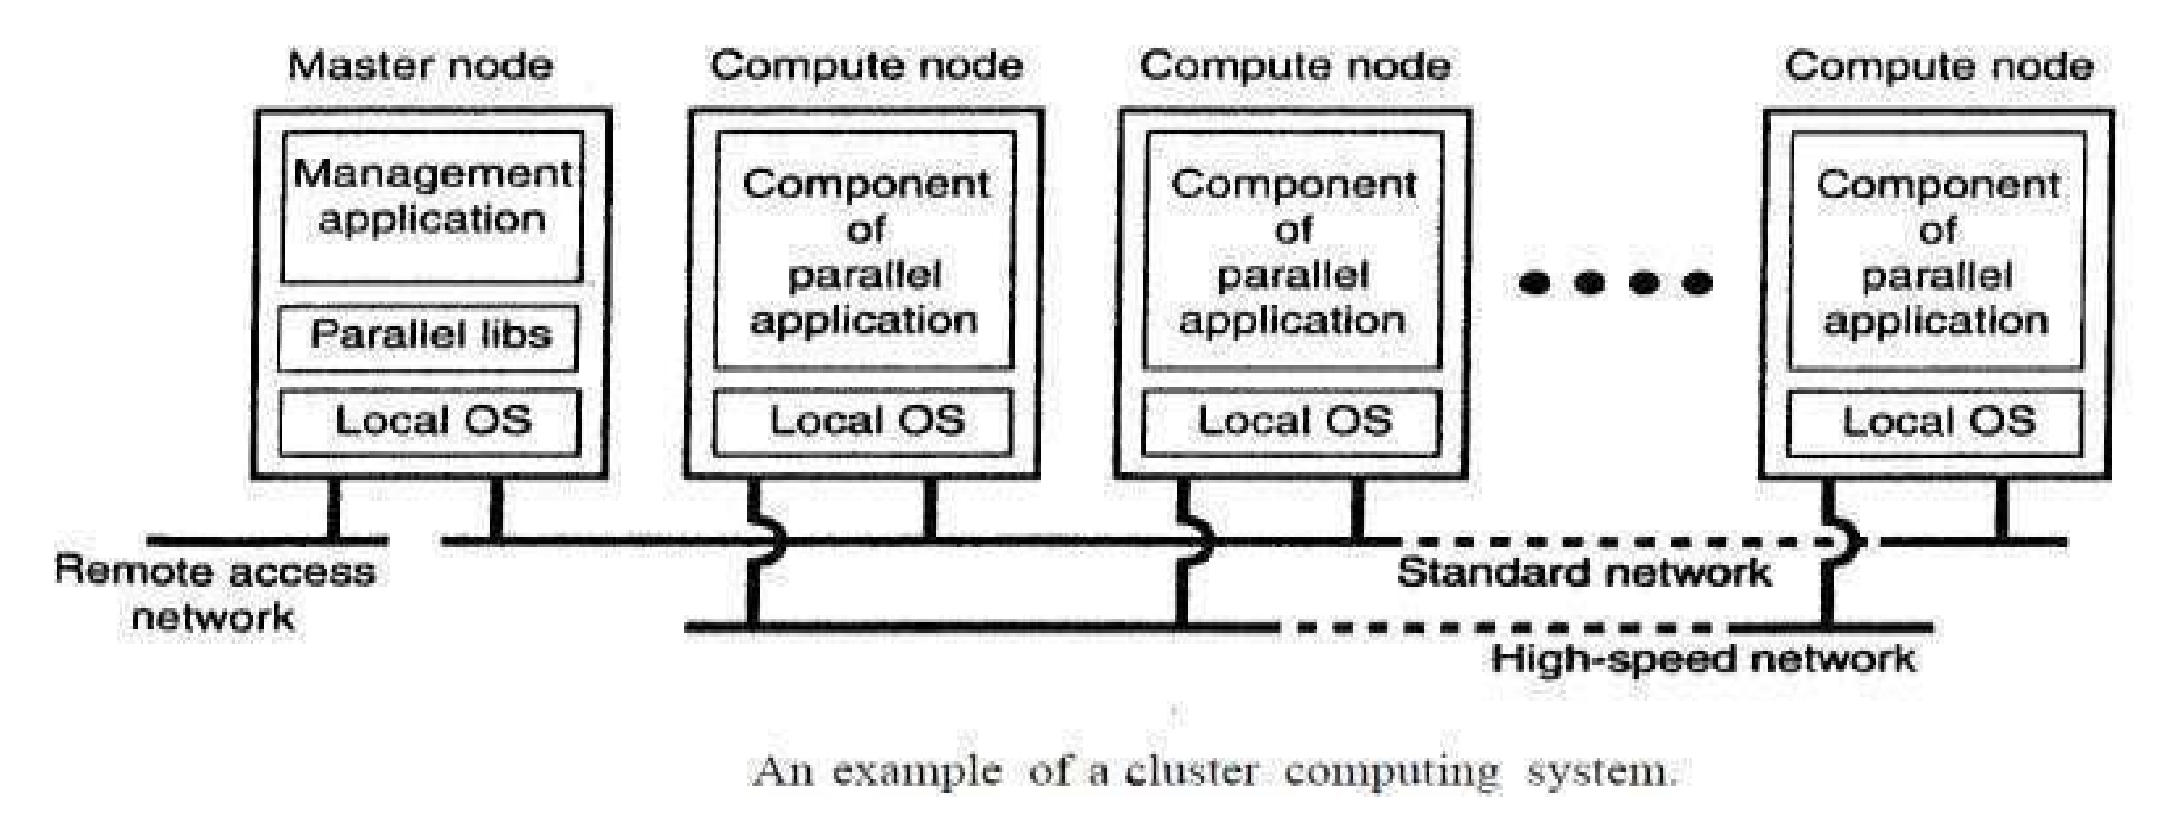 Master node
Compute node
Compute node
Compute node
Management
application
Parallel libs
Local OS
Component
of
parallel
application
Local OS
Component
of
parallel
application
Local OS
Component
of
parallel
application
Local OS
Remote access
network
Standard network
High-speed network
An example of a cluster computing system.